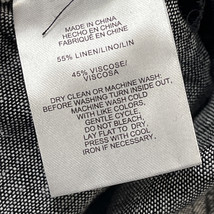 MADE IN CHINA
HECHO EN CHINA
FABRIQUÉ EN CHINE
55% LINEN/LINO/LIN
45% VISCOSE/
VISCOSA
DRY CLEAN OR MACHINE WASH:
BEFORE WASHING TURN INSIDE OUT,
MACHINE WASH COLD
WITH LIKE COLORS,
GENTLE CYCLE,
DO NOT BLEACH,
LAY FLAT TO DRY
PRESS WITH COOL
IRON IF NECESSARY.